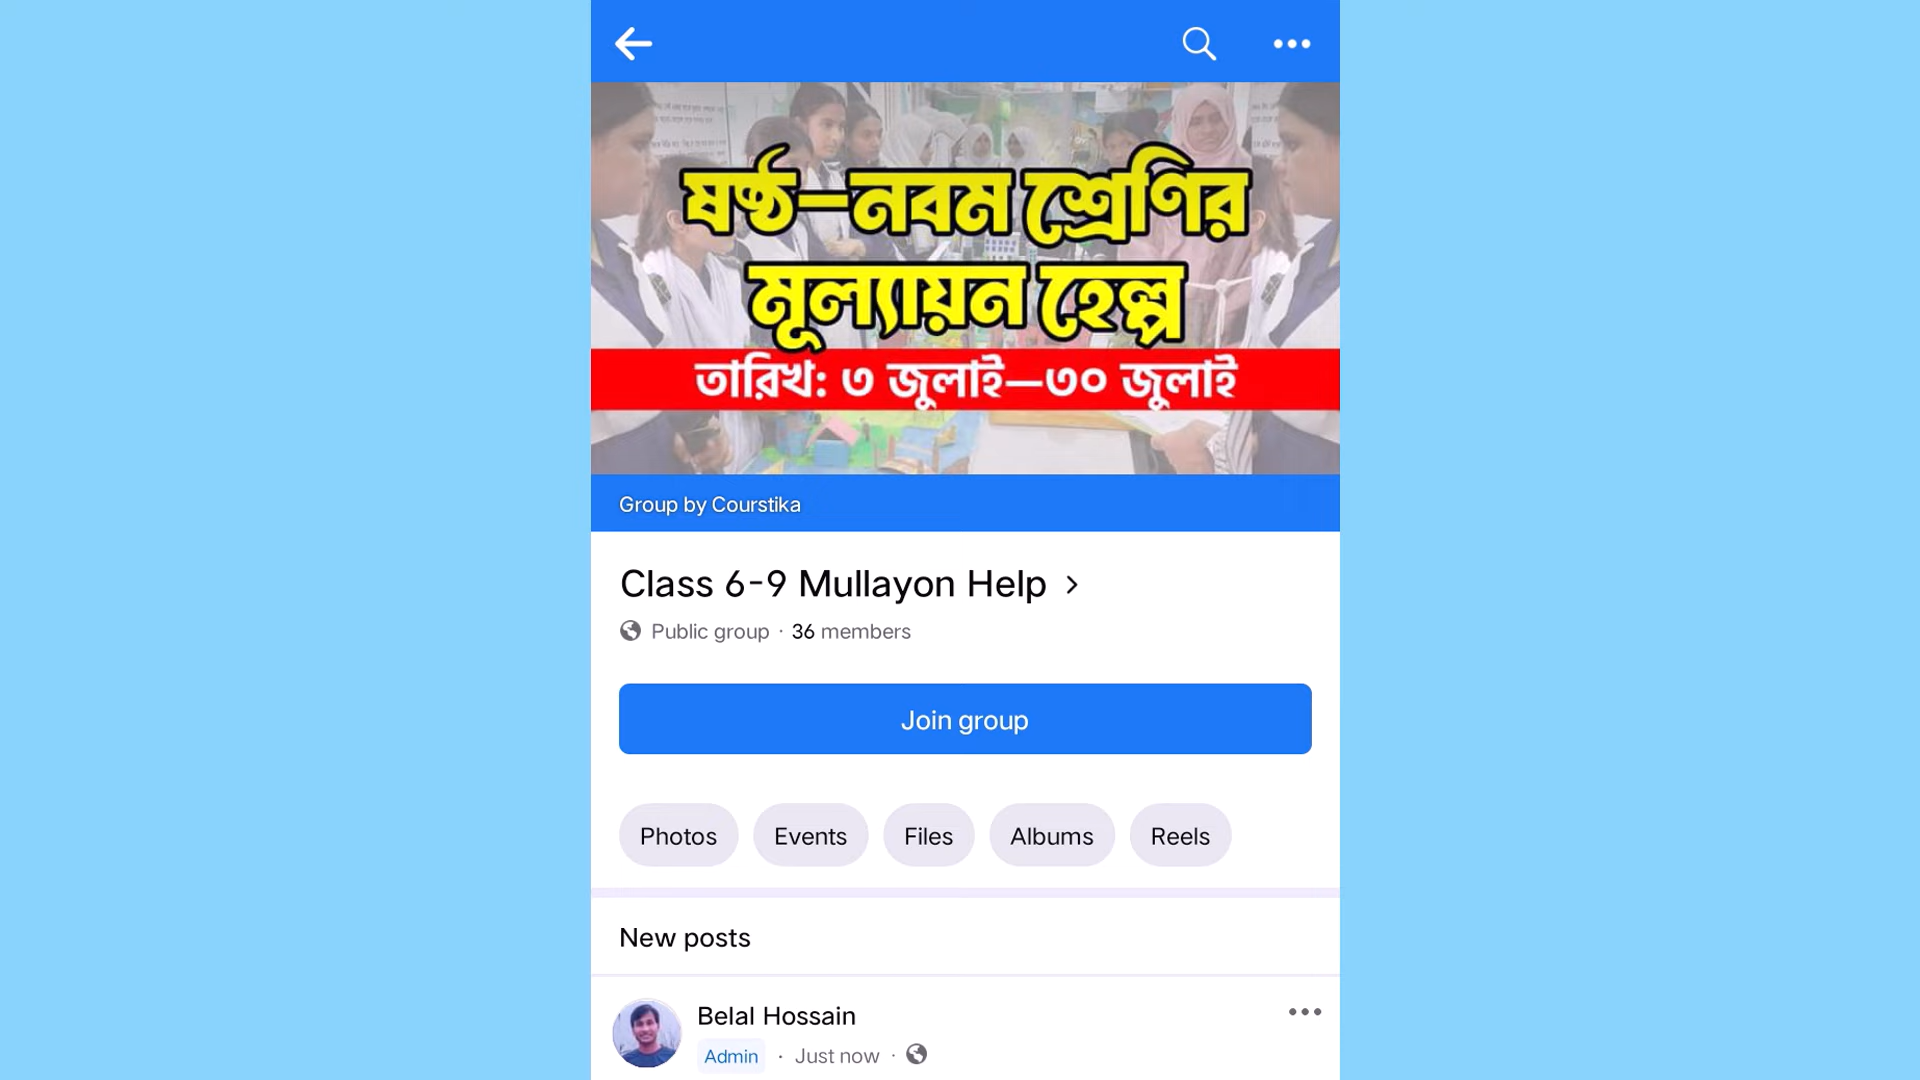 ষষ্ঠ–নবম শ্রেণির
মূল্যায়ন হেল্প
তারিখ: ৩ জুলাই—৩০ জুলাই
Group by Courstika
Class 6-9 Mullayon Help
Public group · 36 members
Join group
Photos Events Files Albums Reels
New posts
Belal Hossain
Admin · Just now ·